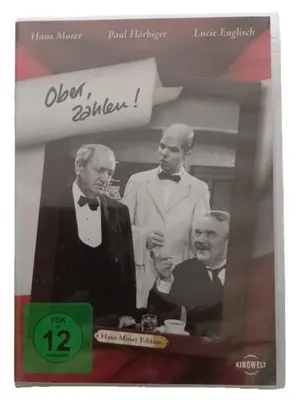 Hans Moser Paul Hörbiger Lucie Englisch
Ober,
zahlen!
FSK
12
Hans Moser Edition
KINOWELT